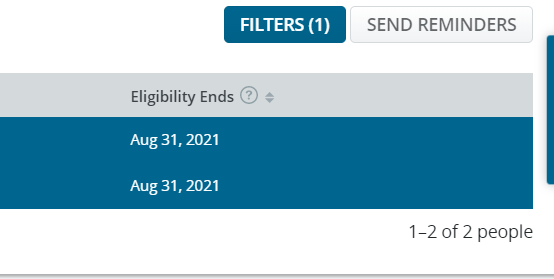 FILTERS (1) SEND REMINDERS
Eligibility Ends ?
Aug 31, 2021
Aug 31, 2021
1–2 of 2 people